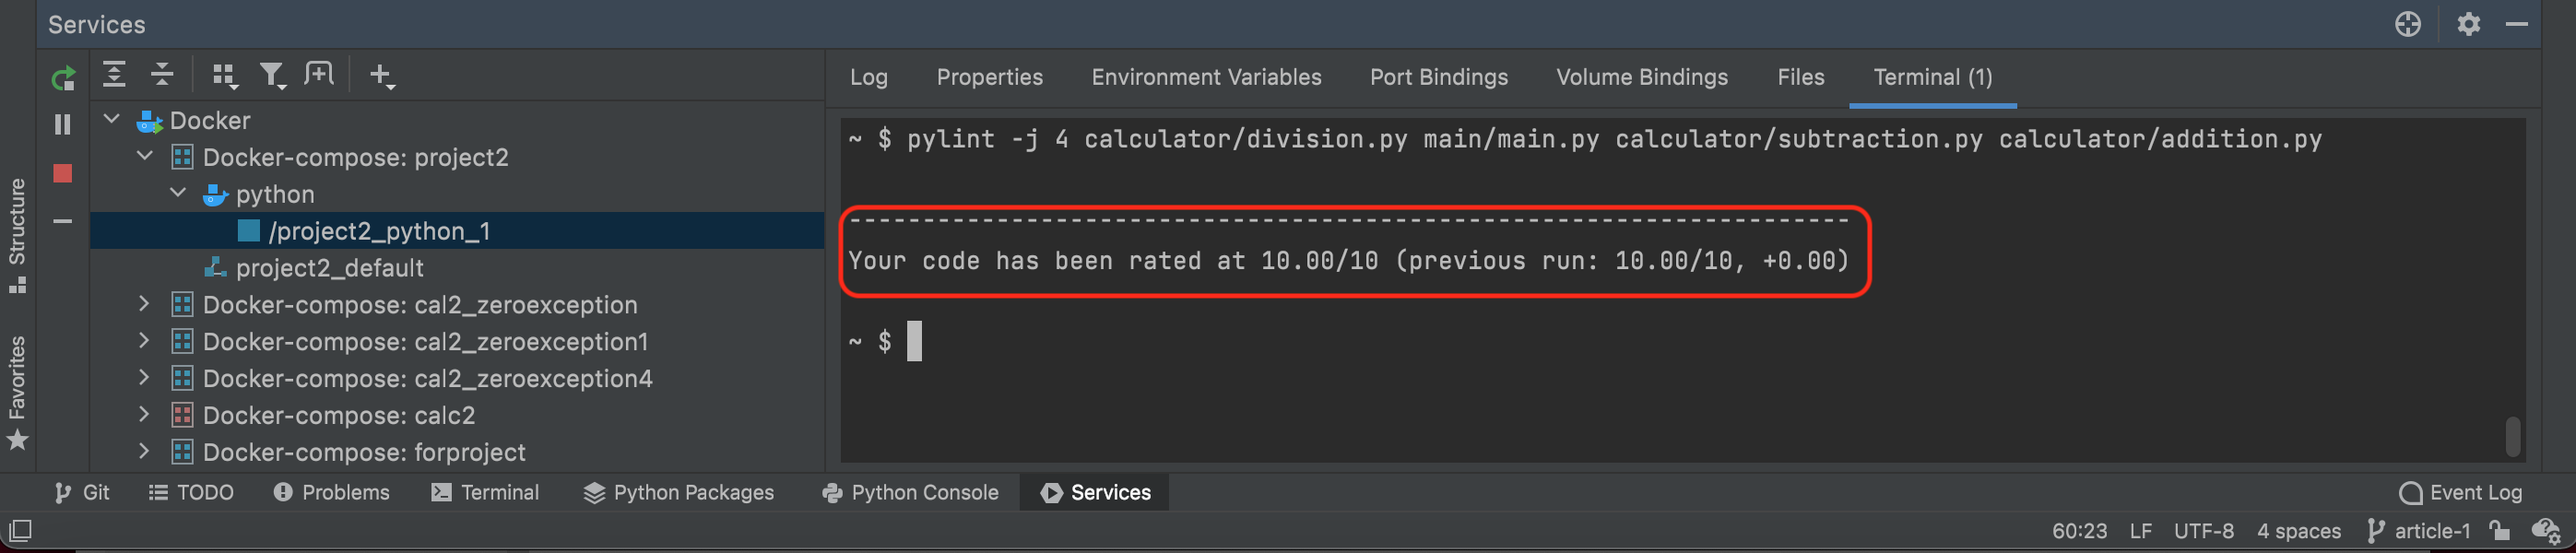 Services
Log Properties Environment Variables Port Bindings Volume Bindings Files Terminal (1)
Structure
Favorites
Docker
Docker-compose: project2
python
/project2_python_1
project2_default
Docker-compose: cal2_zeroexception
Docker-compose: cal2_zeroexception1
Docker-compose: cal2_zeroexception4
Docker-compose: calc2
Docker-compose: forproject
~ $ pylint -j 4 calculator/division.py main/main.py calculator/subtraction.py calculator/addition.py
--------------------------------------------------------------------
Your code has been rated at 10.00/10 (previous run: 10.00/10, +0.00)
~ $
Git TODO Problems Terminal Python Packages Python Console Services Event Log
60:23 LF UTF-8 4 spaces article-1